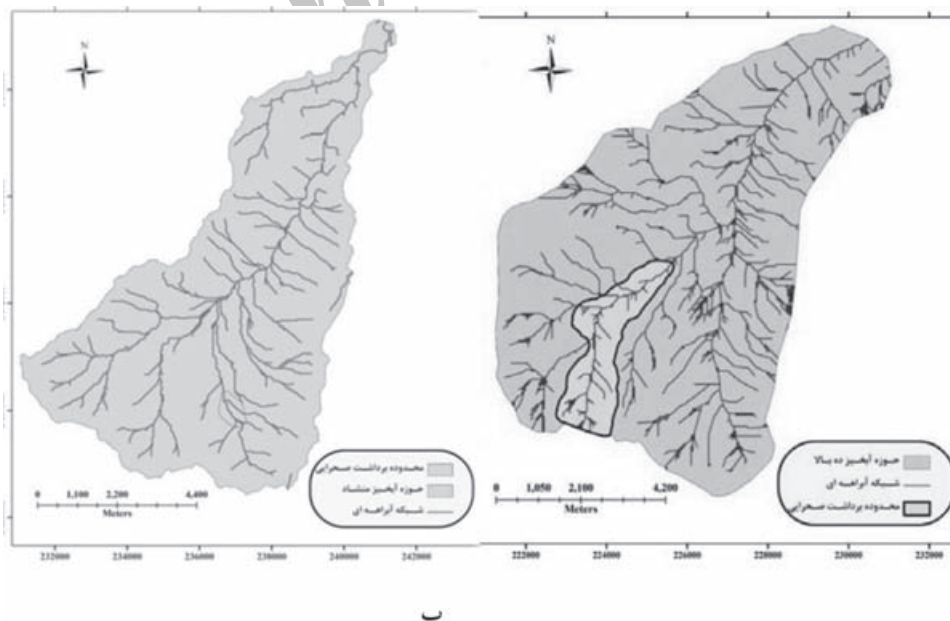 N
محدوده برداشت صحرایی
حوزه آبخیز منشاد
شبکه آبراهه ای
0 1,100 2,200 4,400
Meters
232000 234000 236000 238000 240000 242000
N
حوزه آبخیز ده بالا
شبکه آبراهه ای
محدوده برداشت صحرایی
0 1,050 2,100 4,200
Meters
222000 224000 226000 228000 230000 232000
ب